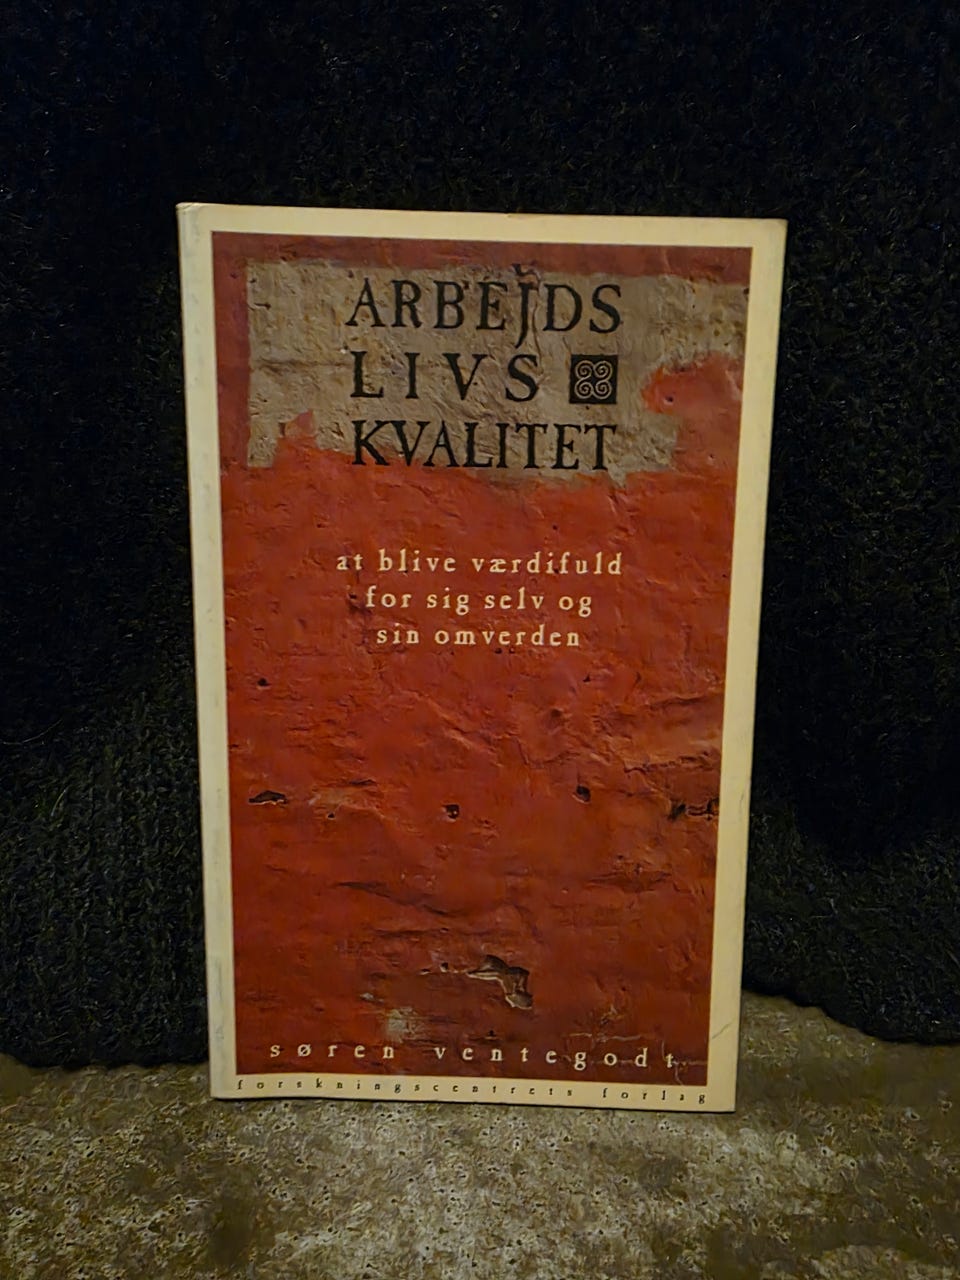 ARBEJDS
LIVS
KVALITET
at blive værdifuld
for sig selv og
sin omverden
søren ventegodt
forskningscentrets forlag